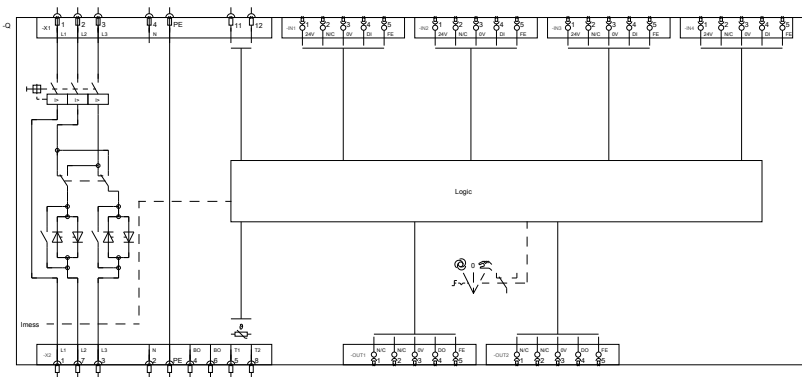 -Q
-X1 1 2 3 4 PE 11 12
L1 L2 L3 N
-IN1 1 2 3 4 5
24V N/C 0V DI FE
-IN2 1 2 3 4 5
24V N/C 0V DI FE
-IN3 1 2 3 4 5
24V N/C 0V DI FE
-IN4 1 2 3 4 5
24V N/C 0V DI FE
I> I> I>
Logic
0
Imess
ϑ
-X2 L1 L2 L3 N BO BO T1 T2
1 7 3 2 PE 4 6 5 8
-OUT1 N/C N/C 0V DO FE
1 2 3 4 5
-OUT2 N/C N/C 0V DO FE
1 2 3 4 5